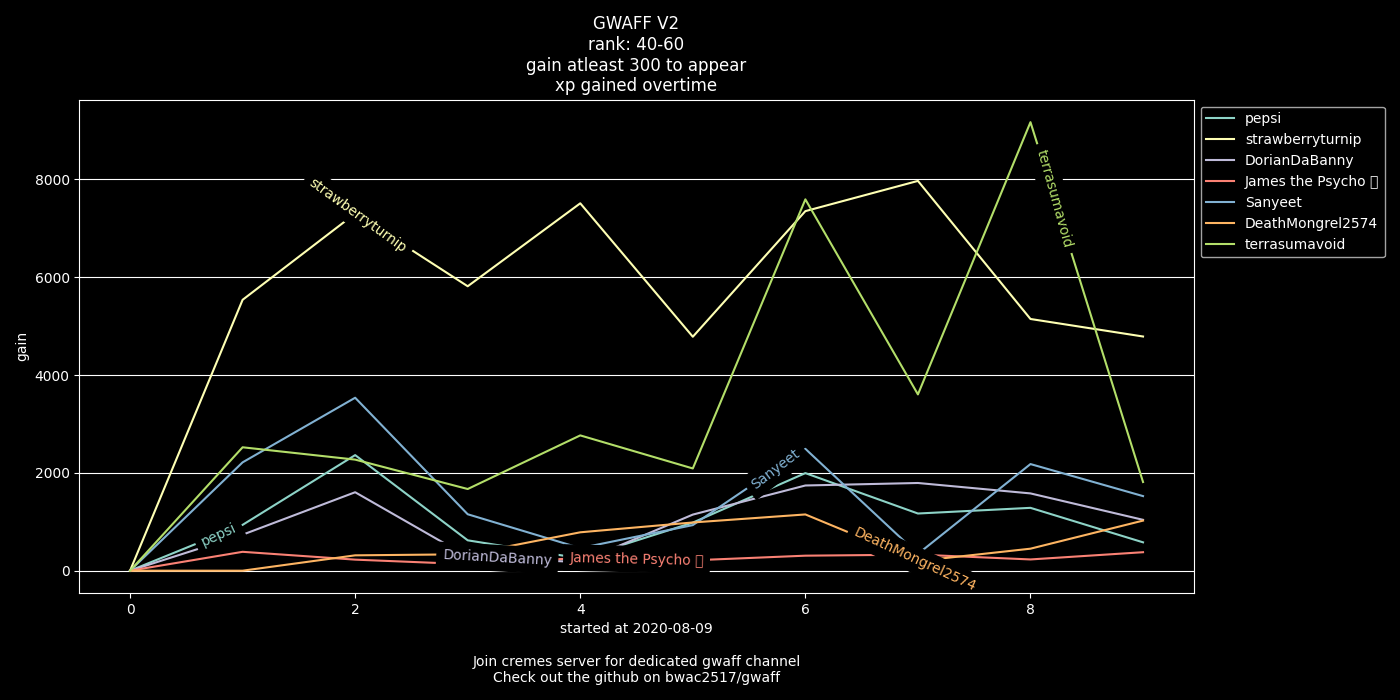 GWAFF V2
rank: 40-60
gain atleast 300 to appear
xp gained overtime
pepsi
strawberryturnip
DorianDaBanny
James the Psycho
Sanyeet
DeathMongrel2574
terrasumavoid
gain
8000
6000
4000
2000
0
strawberryturnip
terrasumavoid
Sanyeet
pepsi
DorianDaBanny
James the Psycho
DeathMongrel2574
0 2 4 6 8
started at 2020-08-09
Join cremes server for dedicated gwaff channel
Check out the github on bwac2517/gwaff